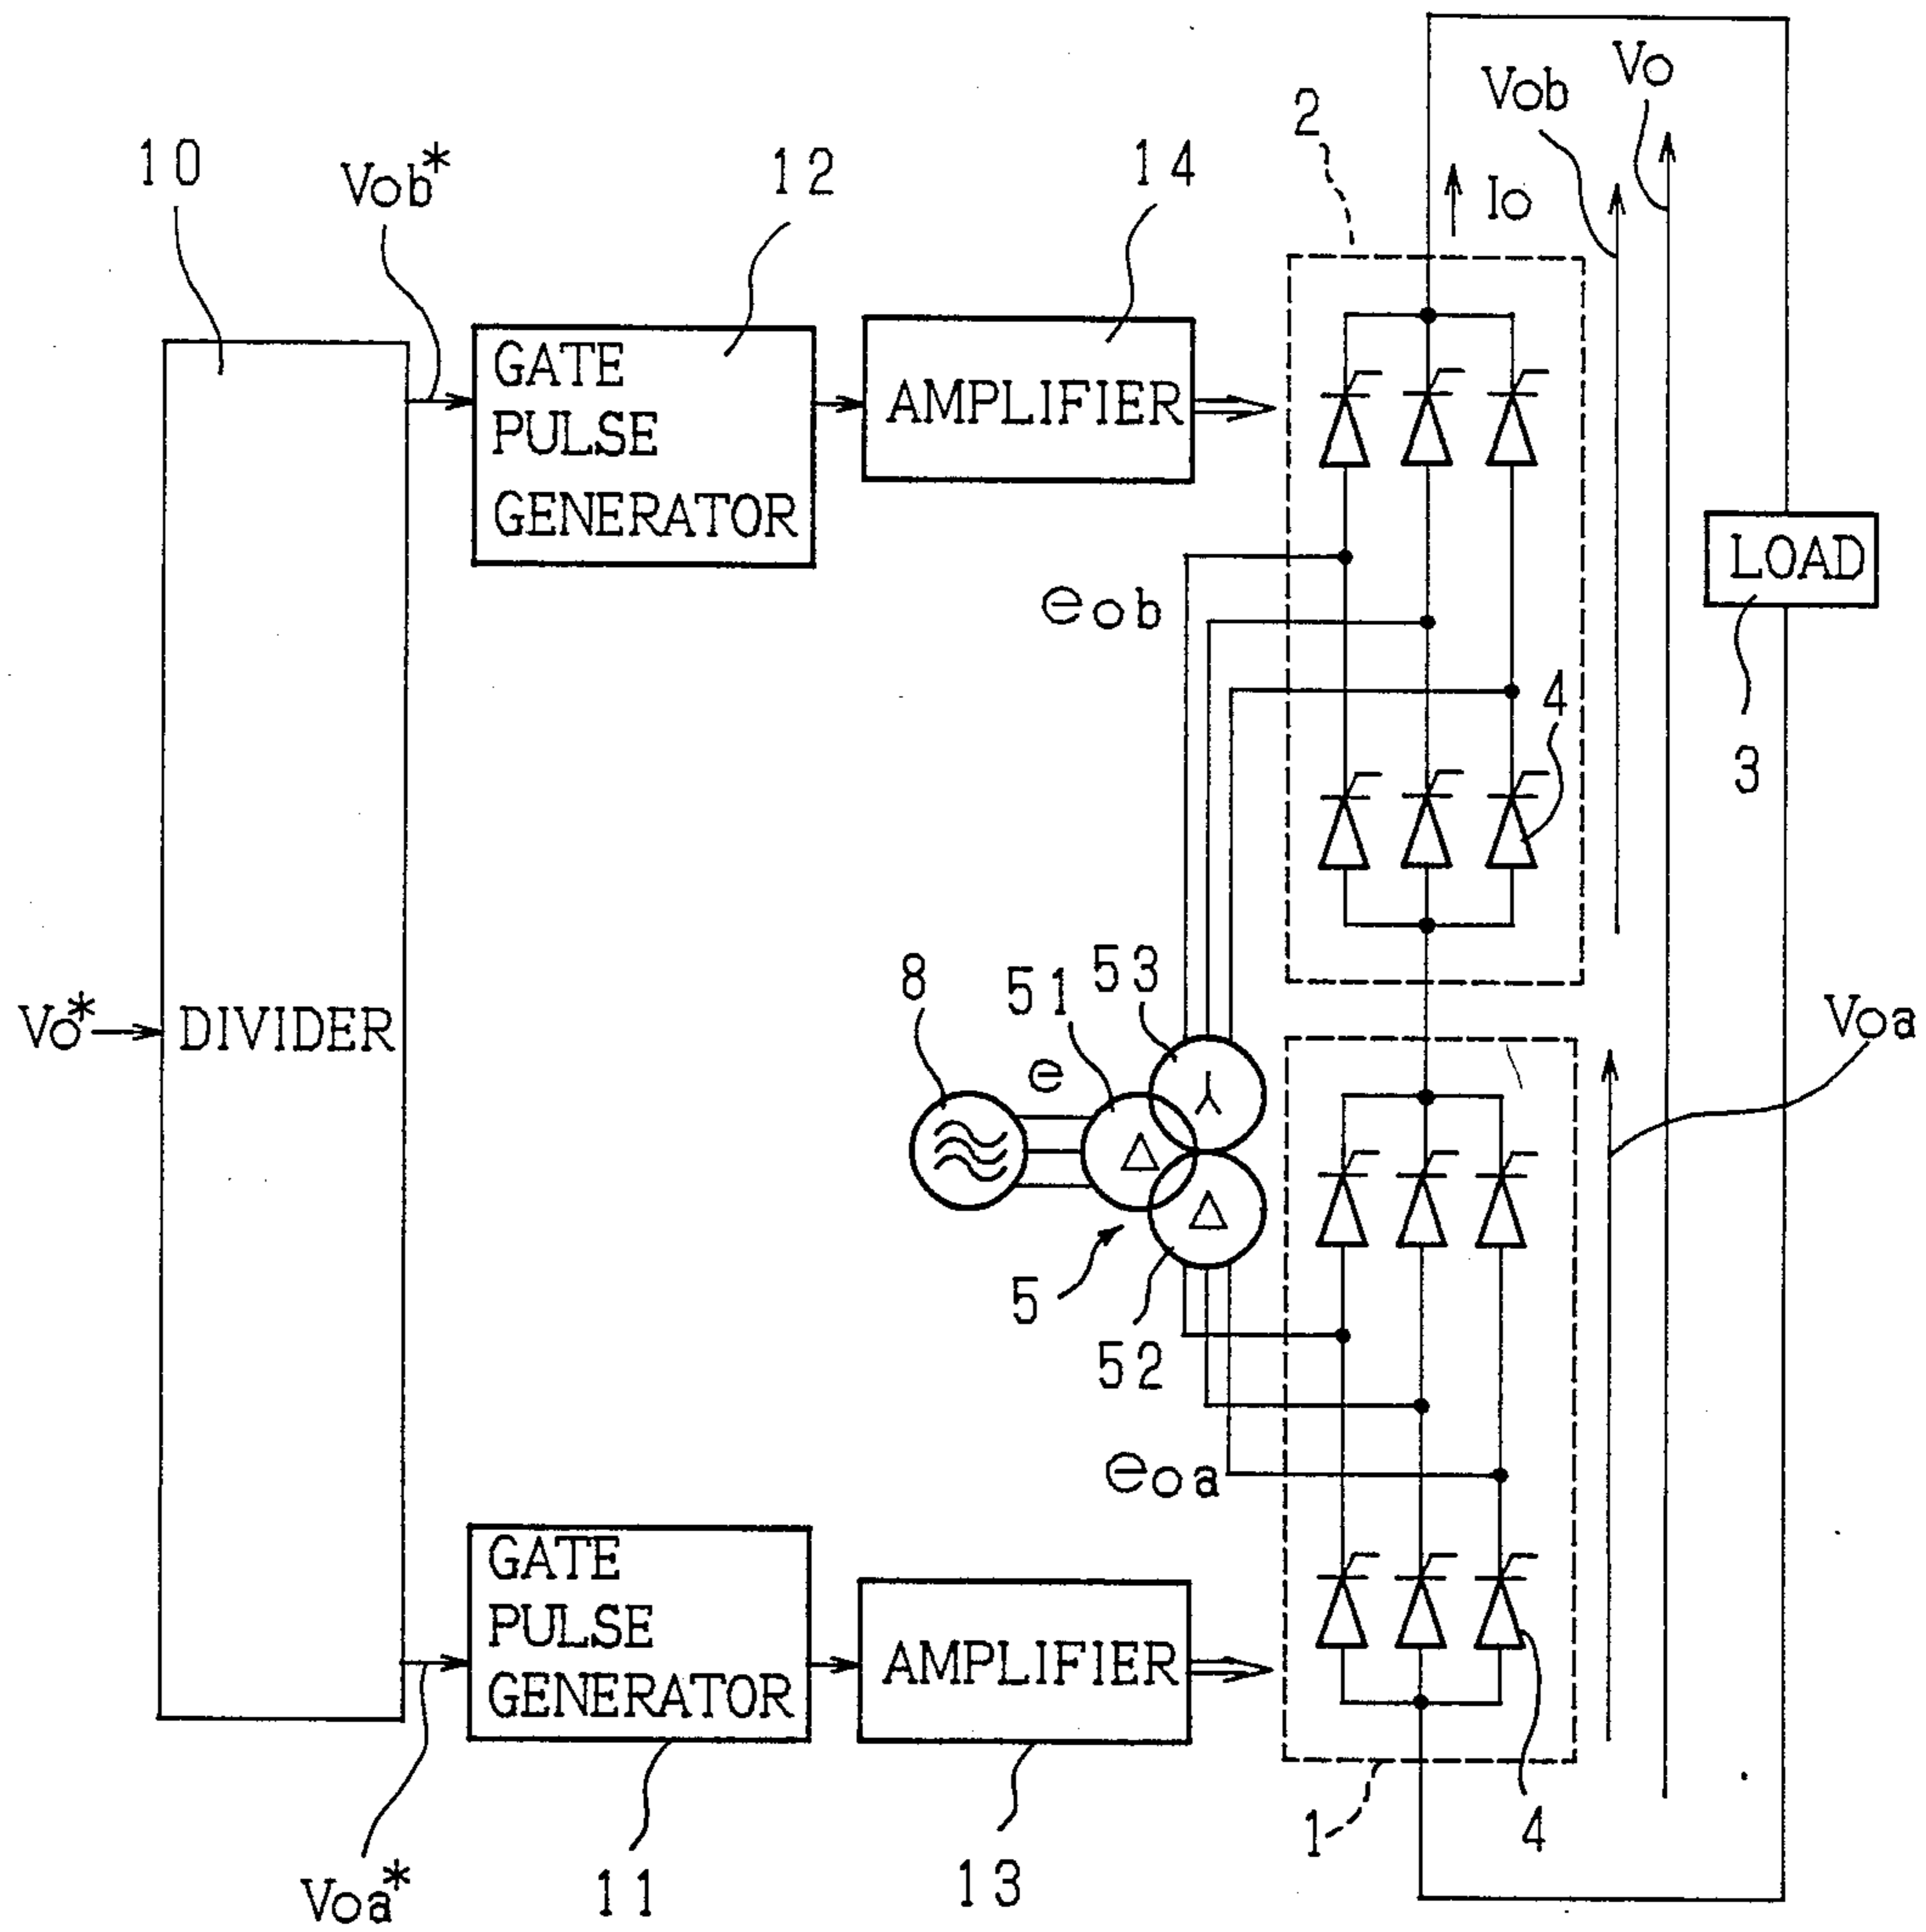 Vo
Vob
2
10
Vob*
12
14
Io
GATE
PULSE
GENERATOR
AMPLIFIER
LOAD
eob
4
3
8
51
53
Vo*
DIVIDER
e
Voa
5
52
eoa
GATE
PULSE
GENERATOR
AMPLIFIER
1
4
Voa*
11
13